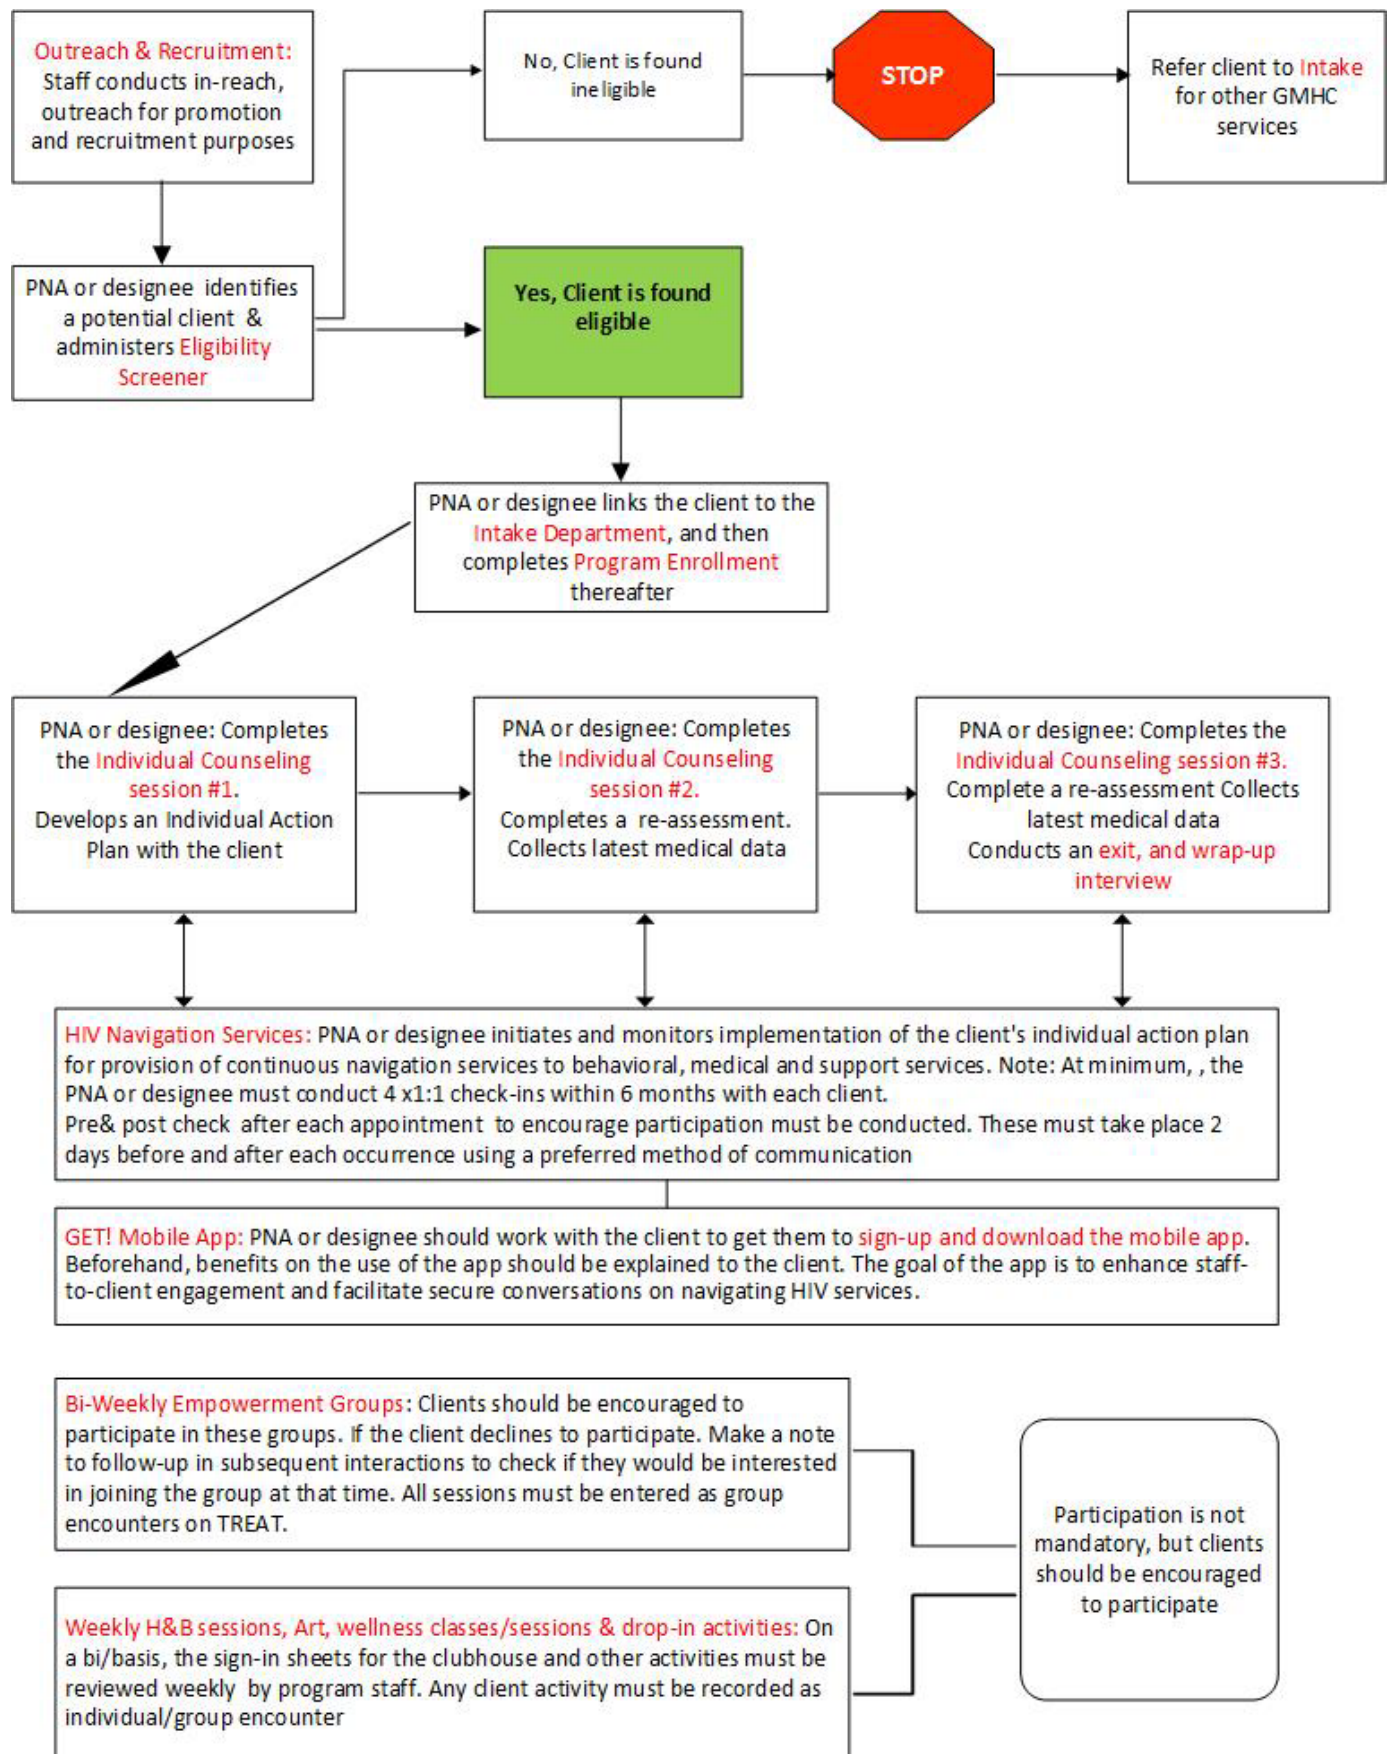 Outreach & Recruitment:
Staff conducts in-reach,
outreach for promotion
and recruitment purposes
No, Client is found
ineligible
STOP
Refer client to Intake
for other GMHC
services
PNA or designee identifies
a potential client &
administers Eligibility
Screener
Yes, Client is found
eligible
PNA or designee links the client to the
Intake Department, and then
completes Program Enrollment
thereafter
PNA or designee: Completes
the Individual Counseling
session #1.
Develops an Individual Action
Plan with the client
PNA or designee: Completes
the Individual Counseling
session #2.
Completes a re-assessment.
Collects latest medical data
PNA or designee: Completes the
Individual Counseling session #3.
Complete a re-assessment Collects
latest medical data
Conducts an exit, and wrap-up
interview
HIV Navigation Services: PNA or designee initiates and monitors implementation of the client's individual action plan
for provision of continuous navigation services to behavioral, medical and support services. Note: At minimum, , the
PNA or designee must conduct 4 x1:1 check-ins within 6 months with each client.
Pre& post check after each appointment to encourage participation must be conducted. These must take place 2
days before and after each occurrence using a preferred method of communication
GET! Mobile App: PNA or designee should work with the client to get them to sign-up and download the mobile app.
Beforehand, benefits on the use of the app should be explained to the client. The goal of the app is to enhance staff-
to-client engagement and facilitate secure conversations on navigating HIV services.
Bi-Weekly Empowerment Groups: Clients should be encouraged to
participate in these groups. If the client declines to participate. Make a note
to follow-up in subsequent interactions to check if they would be interested
in joining the group at that time. All sessions must be entered as group
encounters on TREAT.
Participation is not
mandatory, but clients
should be encouraged
to participate
Weekly H&B sessions, Art, wellness classes/sessions & drop-in activities: On
a bi/basis, the sign-in sheets for the clubhouse and other activities must be
reviewed weekly by program staff. Any client activity must be recorded as
individual/group encounter